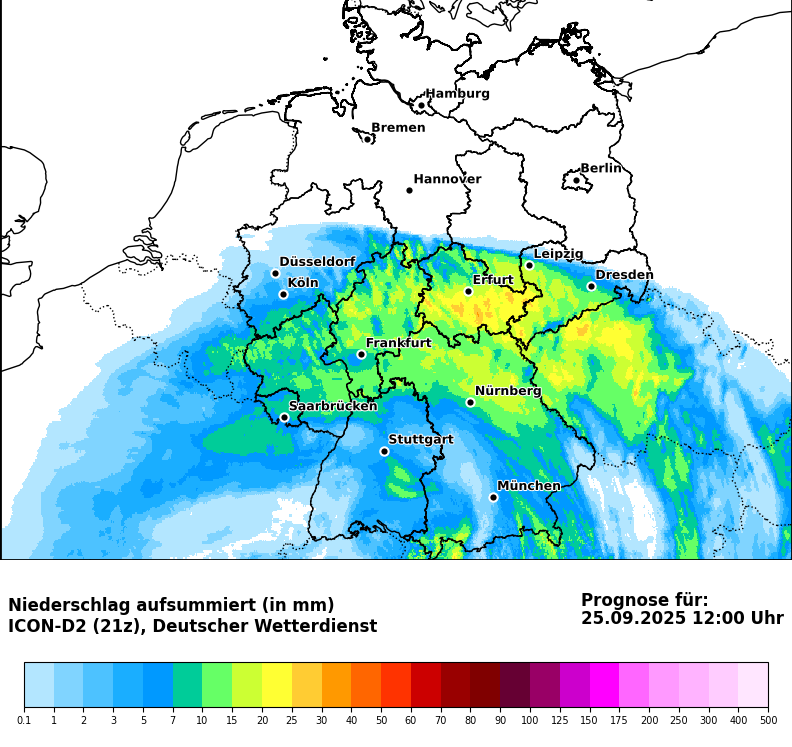 Hamburg
Bremen
Berlin
Hannover
Leipzig
Düsseldorf
Dresden
Köln
Erfurt
Frankfurt
Nürnberg
Saarbrücken
Stuttgart
München
Niederschlag aufsummiert (in mm)
ICON-D2 (21z), Deutscher Wetterdienst
Prognose für:
25.09.2025 12:00 Uhr
0.1 1 2 3 5 7 10 15 20 25 30 40 50 60 70 80 90 100 125 150 175 200 250 300 400 500